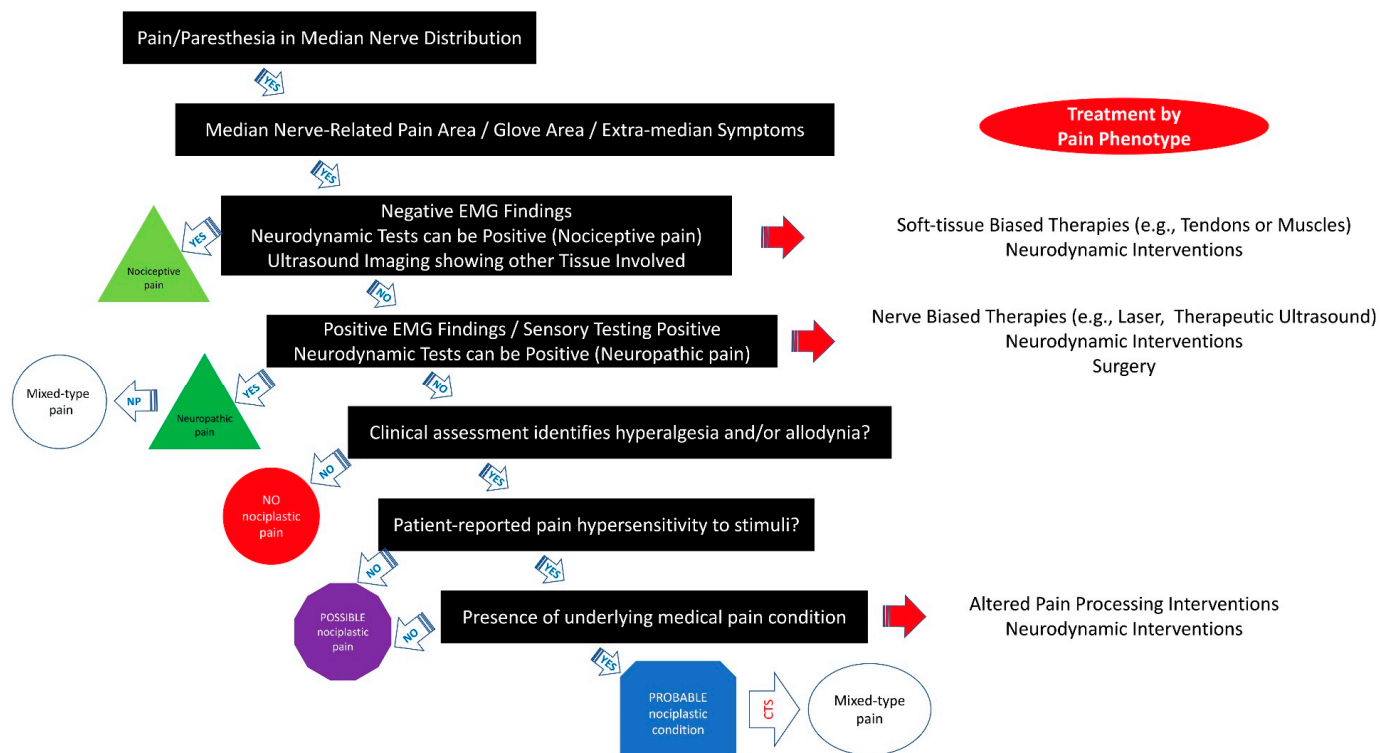 Pain/Paresthesia in Median Nerve Distribution
YES
Median Nerve-Related Pain Area / Glove Area / Extra-median Symptoms
Treatment by
Pain Phenotype
YES
Negative EMG Findings
Neurodynamic Tests can be Positive (Nociceptive pain)
Ultrasound Imaging showing other Tissue Involved
YES
Nociceptive
pain
Soft-tissue Biased Therapies (e.g., Tendons or Muscles)
Neurodynamic Interventions
NO
Positive EMG Findings / Sensory Testing Positive
Neurodynamic Tests can be Positive (Neuropathic pain)
Nerve Biased Therapies (e.g., Laser, Therapeutic Ultrasound)
Neurodynamic Interventions
Surgery
YES
Neuropathic
pain
NP
Mixed-type
pain
NO
Clinical assessment identifies hyperalgesia and/or allodynia?
NO
NO
nociplastic
pain
YES
Patient-reported pain hypersensitivity to stimuli?
NO
YES
POSSIBLE
nociplastic
pain
NO
Presence of underlying medical pain condition
Altered Pain Processing Interventions
Neurodynamic Interventions
YES
PROBABLE
nociplastic
condition
CTS
Mixed-type
pain